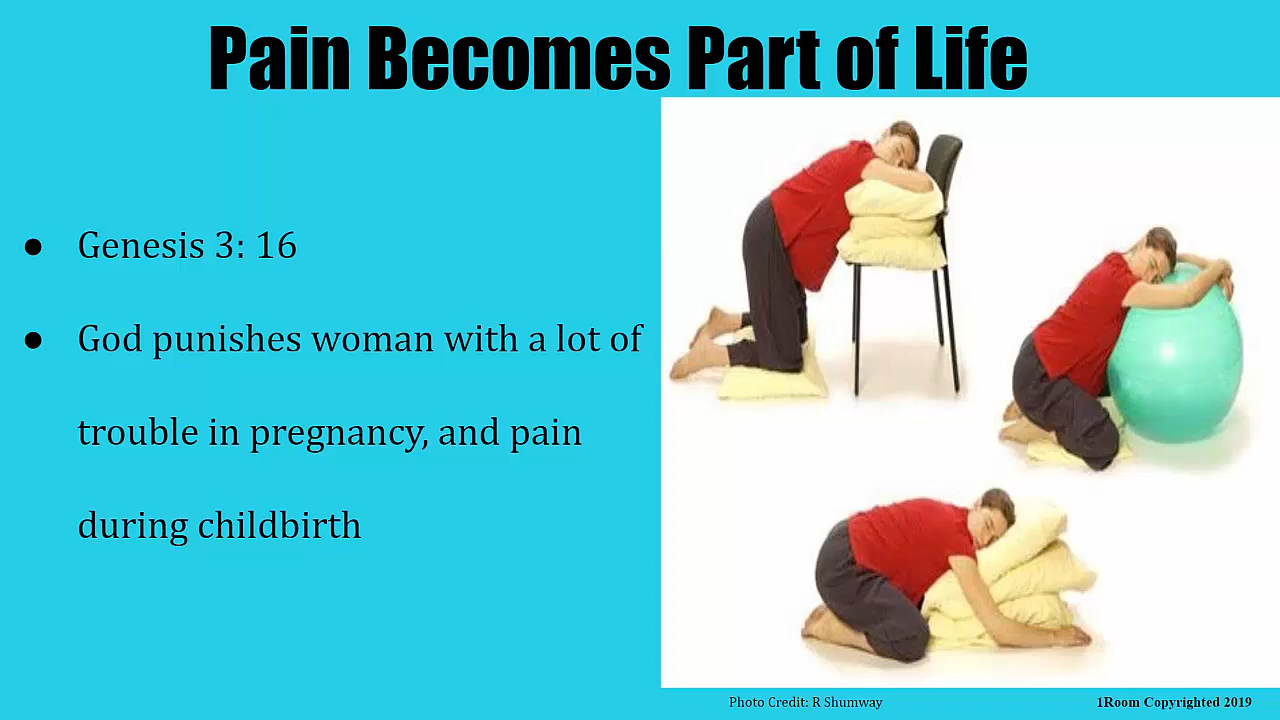 Pain Becomes Part of Life
● Genesis 3: 16
● God punishes woman with a lot of
trouble in pregnancy, and pain
during childbirth
Photo Credit: R Shumway
1Room Copyrighted 2019